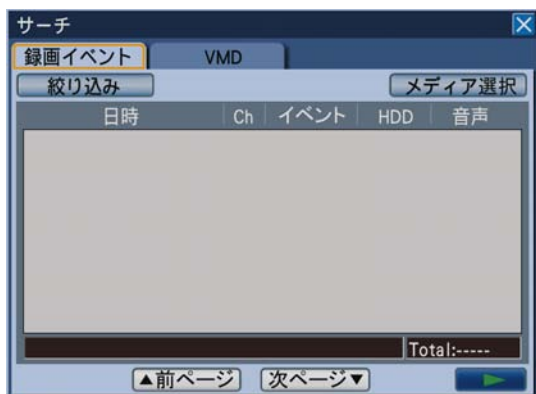 サーチ
録画イベント VMD
絞り込み メディア選択
日時 Ch イベント HDD 音声
Total:-----
▲前ページ 次ページ▼